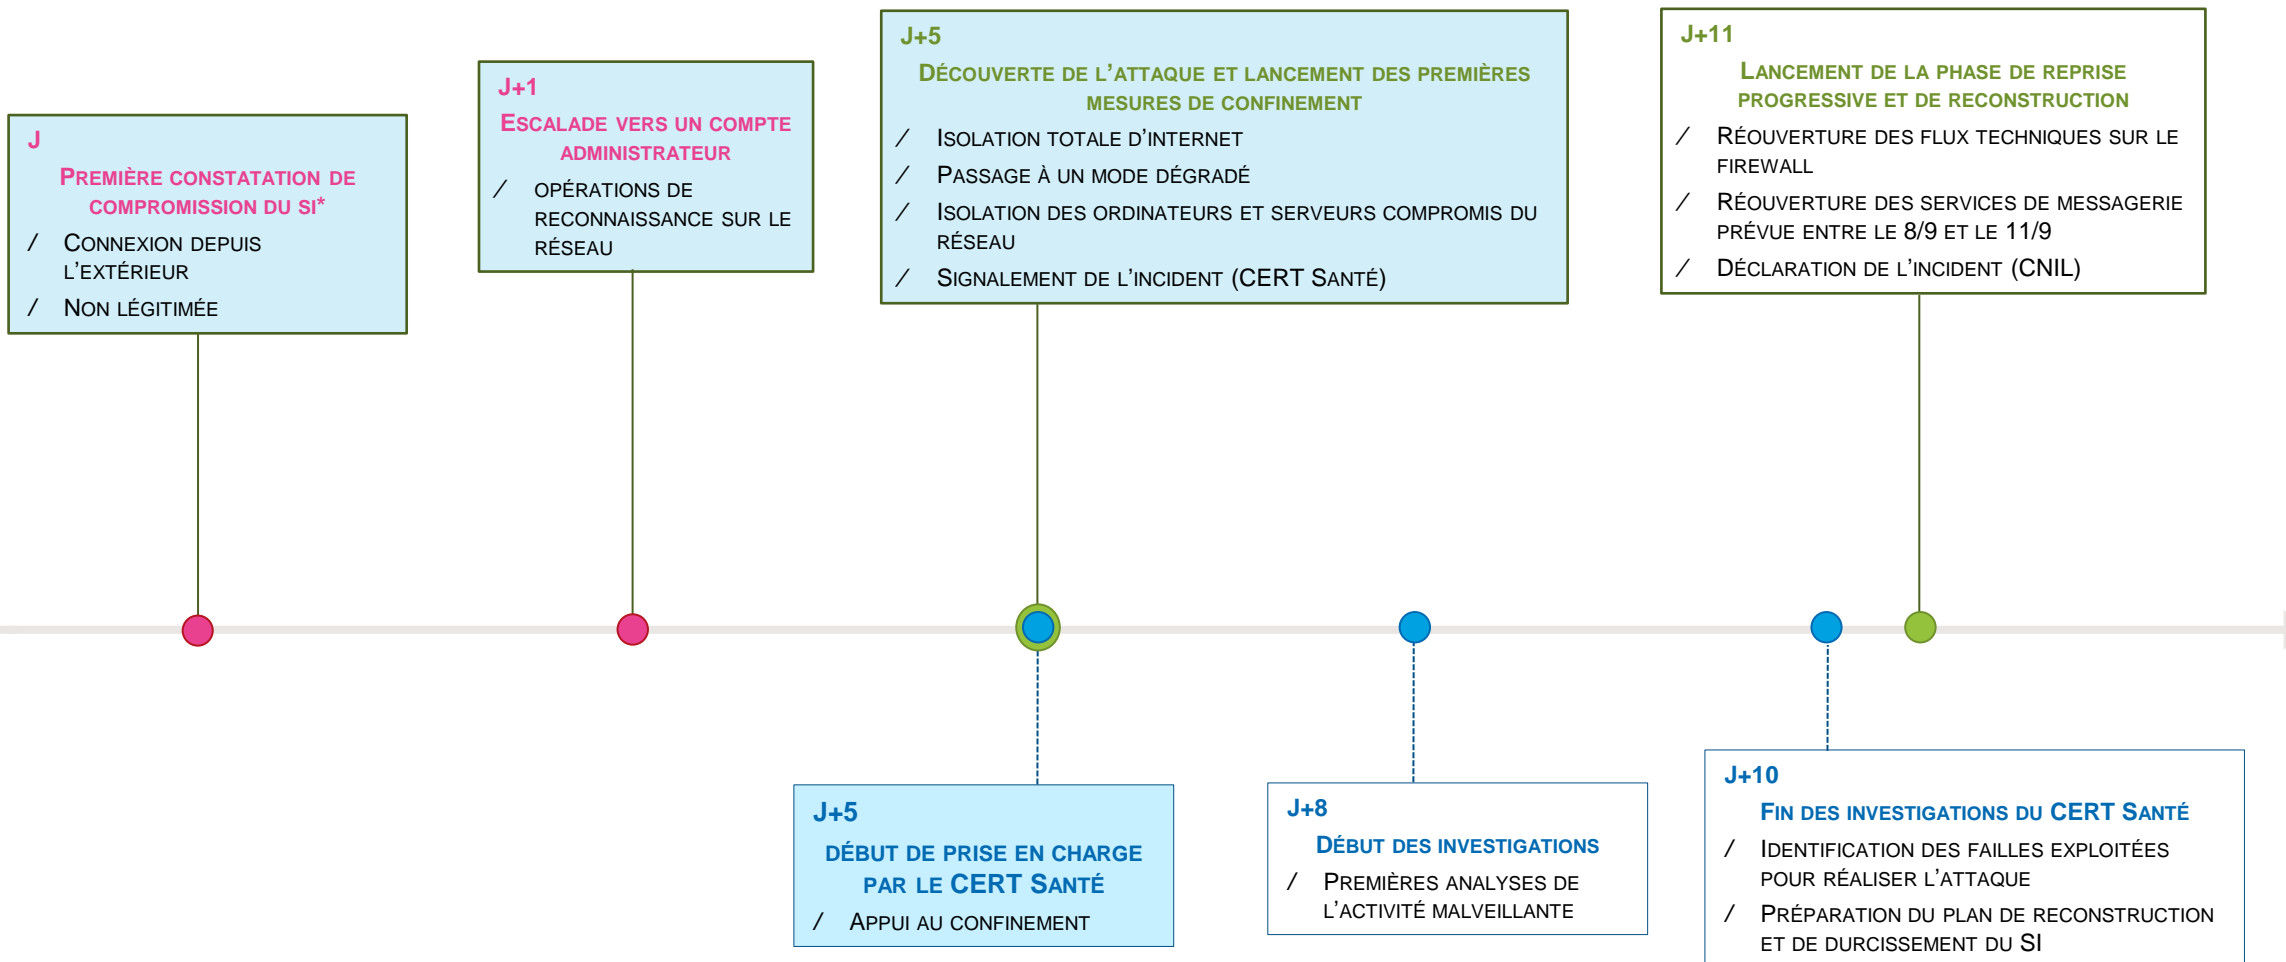 J
Première constatation de
compromission du SI*
/ Connexion depuis
l'extérieur
/ Non légitimée
J+1
Escalade vers un compte
administrateur
/ opérations de
reconnaissance sur le
réseau
J+5
Découverte de l'attaque et lancement des premières
mesures de confinement
/ Isolation totale d'internet
/ Passage à un mode dégradé
/ Isolation des ordinateurs et serveurs compromis du
réseau
/ Signalement de l'incident (CERT Santé)
J+11
Lancement de la phase de reprise
progressive et de reconstruction
/ Réouverture des flux techniques sur le
firewall
/ Réouverture des services de messagerie
prévue entre le 8/9 et le 11/9
/ Déclaration de l'incident (CNIL)
J+5
début de prise en charge
par le CERT Santé
/ Appui au confinement
J+8
Début des investigations
/ Premières analyses de
l'activité malveillante
J+10
Fin des investigations du CERT Santé
/ Identification des failles exploitées
pour réaliser l'attaque
/ Préparation du plan de reconstruction
et de durcissement du SI